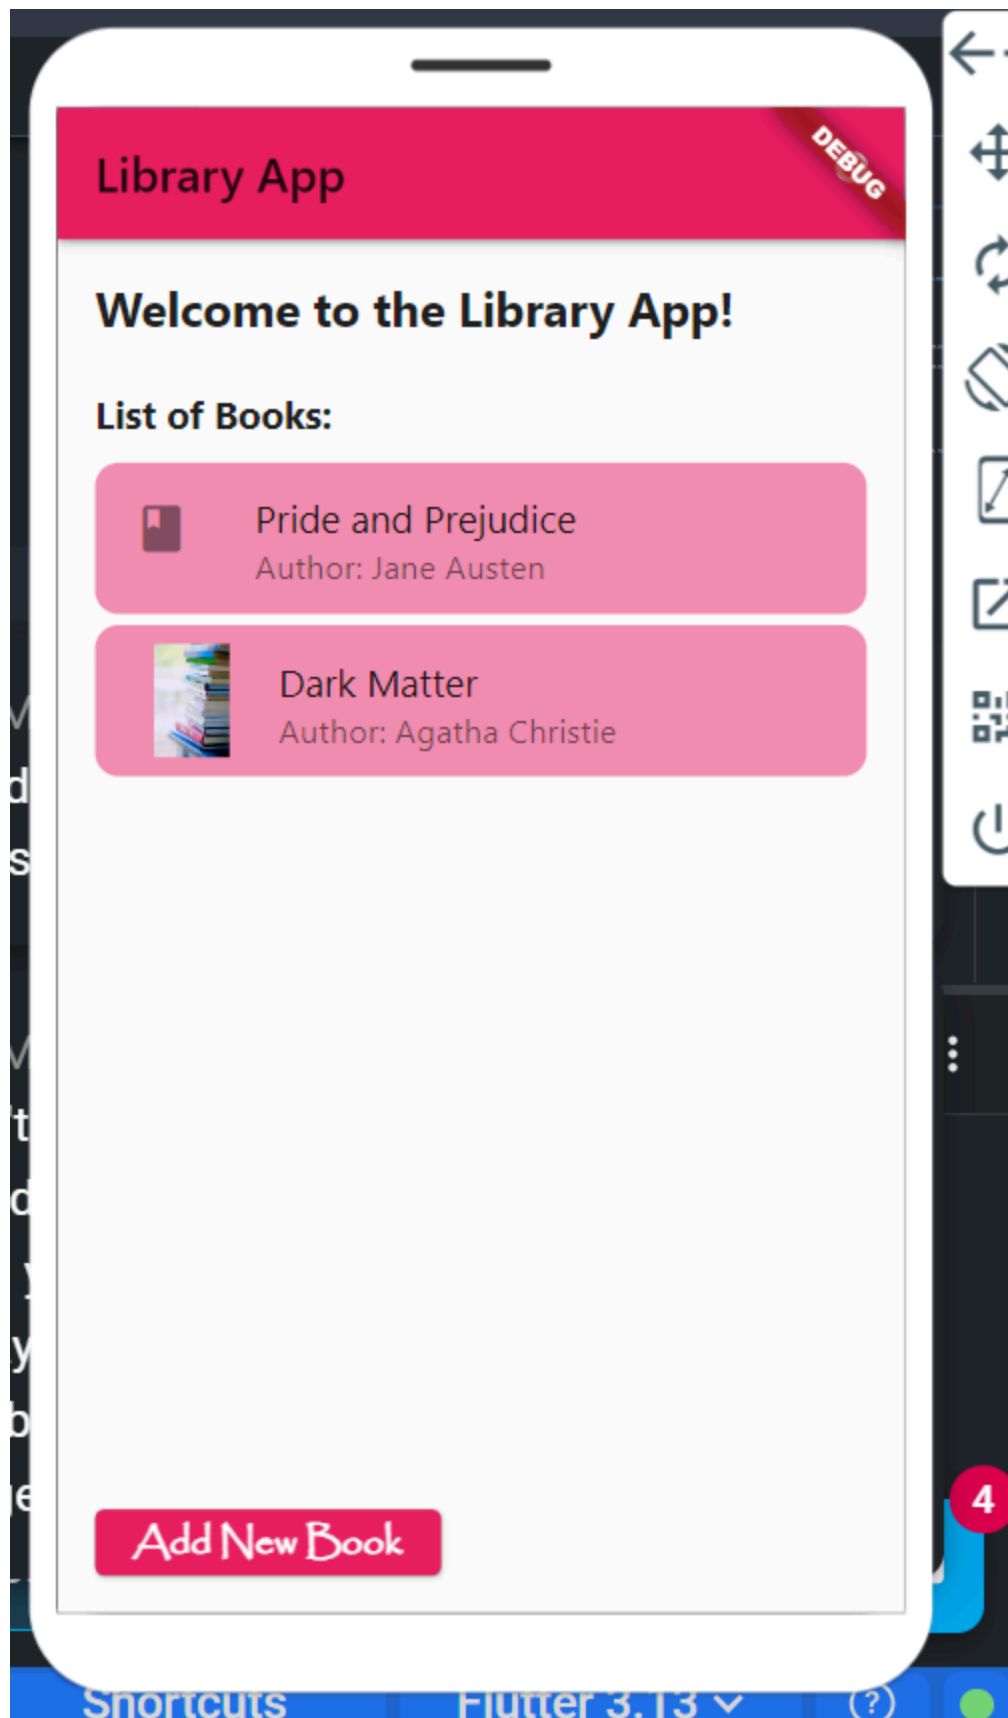 Library App
DEBUG
Welcome to the Library App!
List of Books:
Pride and Prejudice
Author: Jane Austen
Dark Matter
Author: Agatha Christie
Add New Book
4
Shortcuts
Flutter 3.13